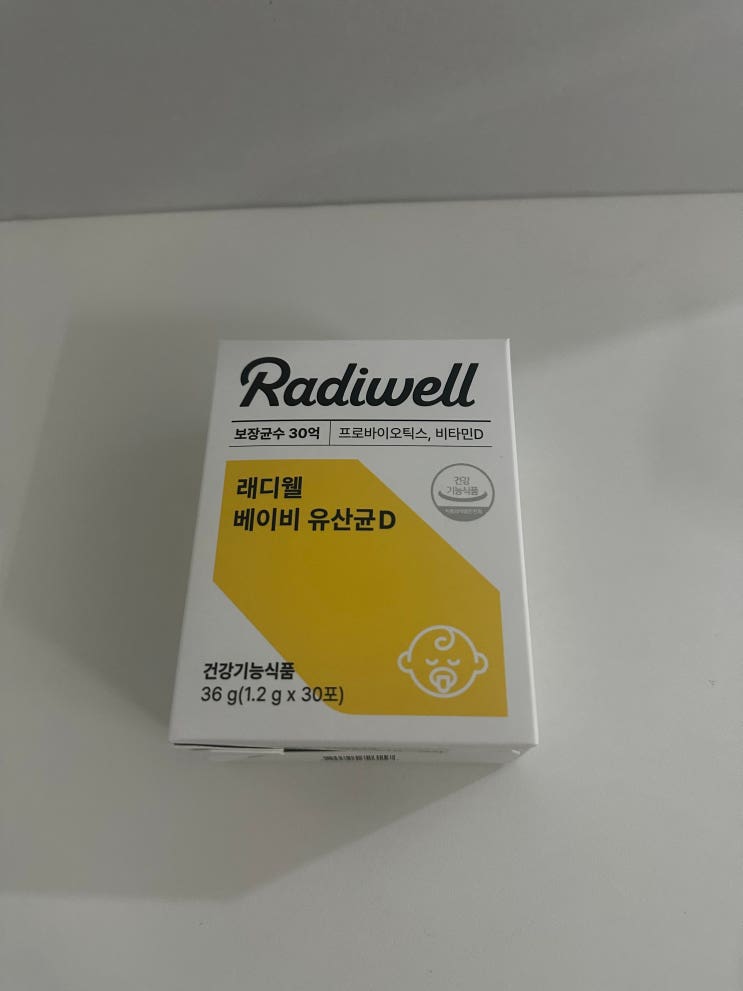 Radiwell
보장균수 30억 프로바이오틱스, 비타민D
건강
기능식품
래디웰
베이비 유산균D
건강기능식품
36 g(1.2 g x 30포)